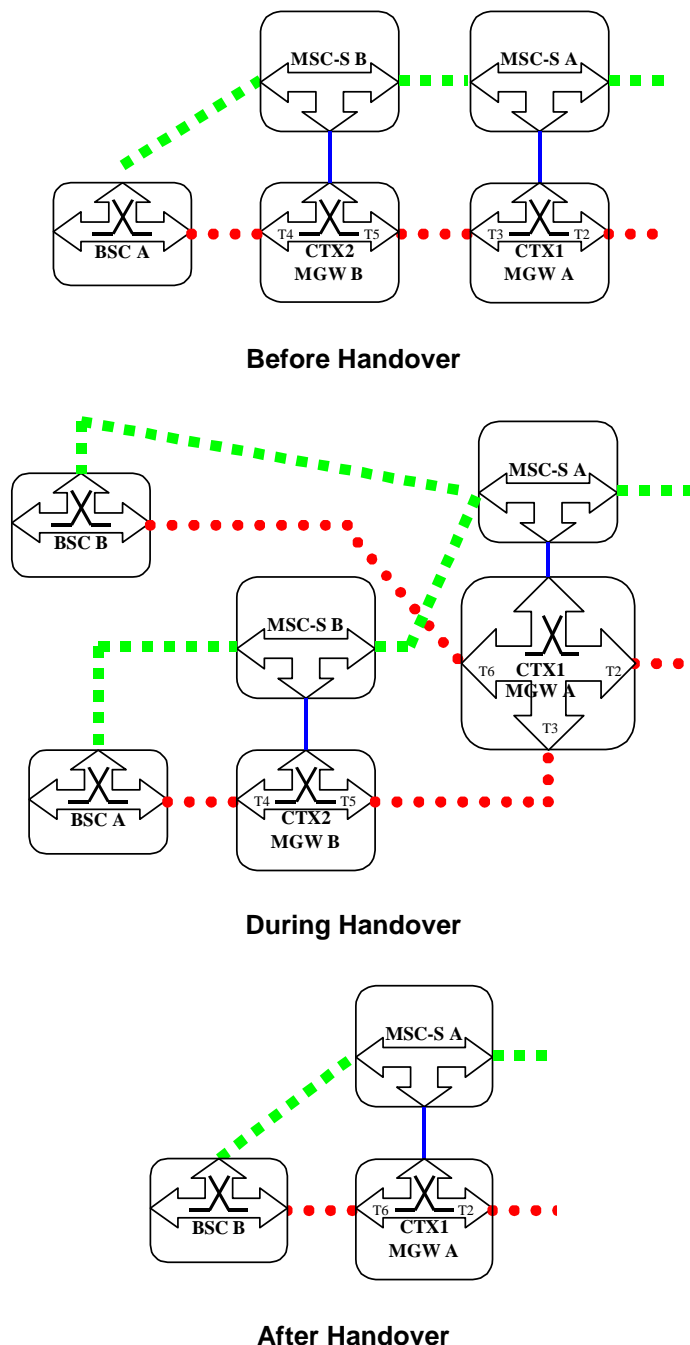 MSC-S B
MSC-S A
BSC A
T4
CTX2
T5
MGW B
T3
CTX1
T2
MGW A
Before Handover
MSC-S A
BSC B
MSC-S B
T6
CTX1
T2
MGW A
T3
BSC A
T4
CTX2
T5
MGW B
During Handover
MSC-S A
BSC B
T6
CTX1
T2
MGW A
After Handover